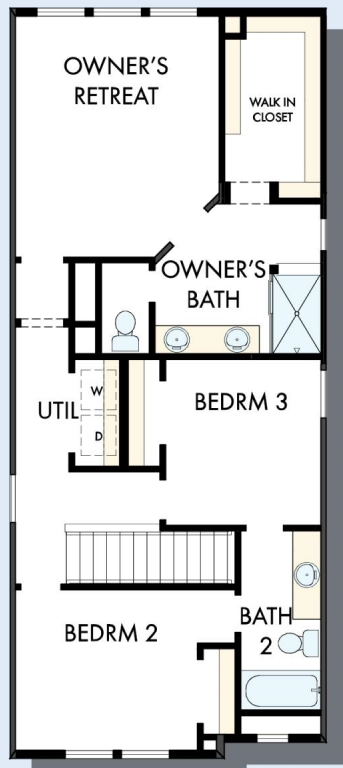 OWNER'S
RETREAT
WALK IN
CLOSET
OWNER'S
BATH
W
UTIL
D
BEDRM 3
BATH
2
BEDRM 2